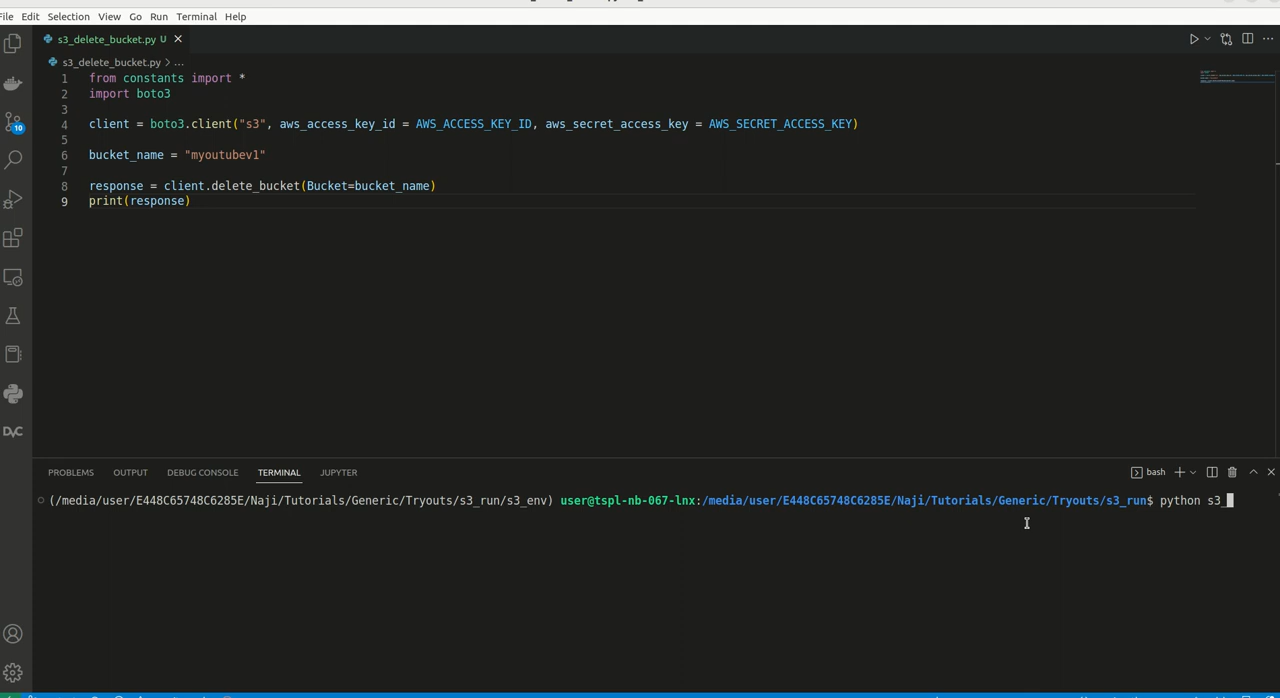 File Edit Selection View Go Run Terminal Help
s3_delete_bucket.py U
s3_delete_bucket.py > ...
1 from constants import *
2 import boto3
3
4 client = boto3.client("s3", aws_access_key_id = AWS_ACCESS_KEY_ID, aws_secret_access_key = AWS_SECRET_ACCESS_KEY)
5
6 bucket_name = "myoutubev1"
7
8 response = client.delete_bucket(Bucket=bucket_name)
9 print(response)
10
PROBLEMS OUTPUT DEBUG CONSOLE TERMINAL JUPYTER bash
(/media/user/E448C65748C6285E/Naji/Tutorials/Generic/Tryouts/s3_run/s3_env) user@tspl-nb-067-lnx:/media/user/E448C65748C6285E/Naji/Tutorials/Generic/Tryouts/s3_run$ python s3_
DVC